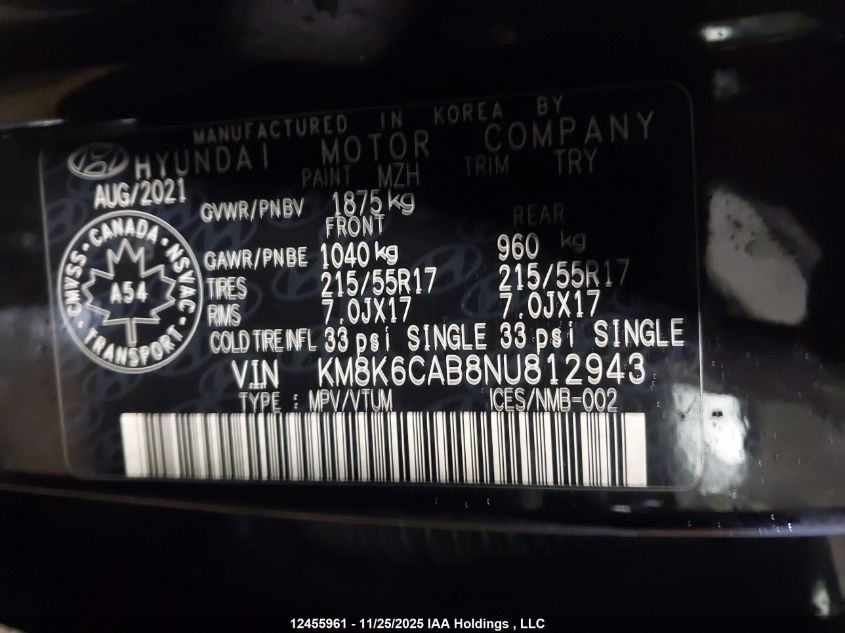 MANUFACTURED IN KOREA BY
HYUNDAI MOTOR COMPANY
PAINT MZH TRIM TRY
AUG/2021
GVWR/PNBV 1875 kg
FRONT REAR
GAWR/PNBE 1040 kg 960 kg
TIRES 215/55R17 215/55R17
RIMS 7.0JX17 7.0JX17
COLD TIRE INFL 33 psi SINGLE 33 psi SINGLE
VIN KM8K6CAB8NU812943
TYPE : MPV/VTUM ICES/NMB-002
CANADA
CMVSS • NSVAC
A54
TRANSPORT
12455961 - 11/25/2025 IAA Holdings , LLC